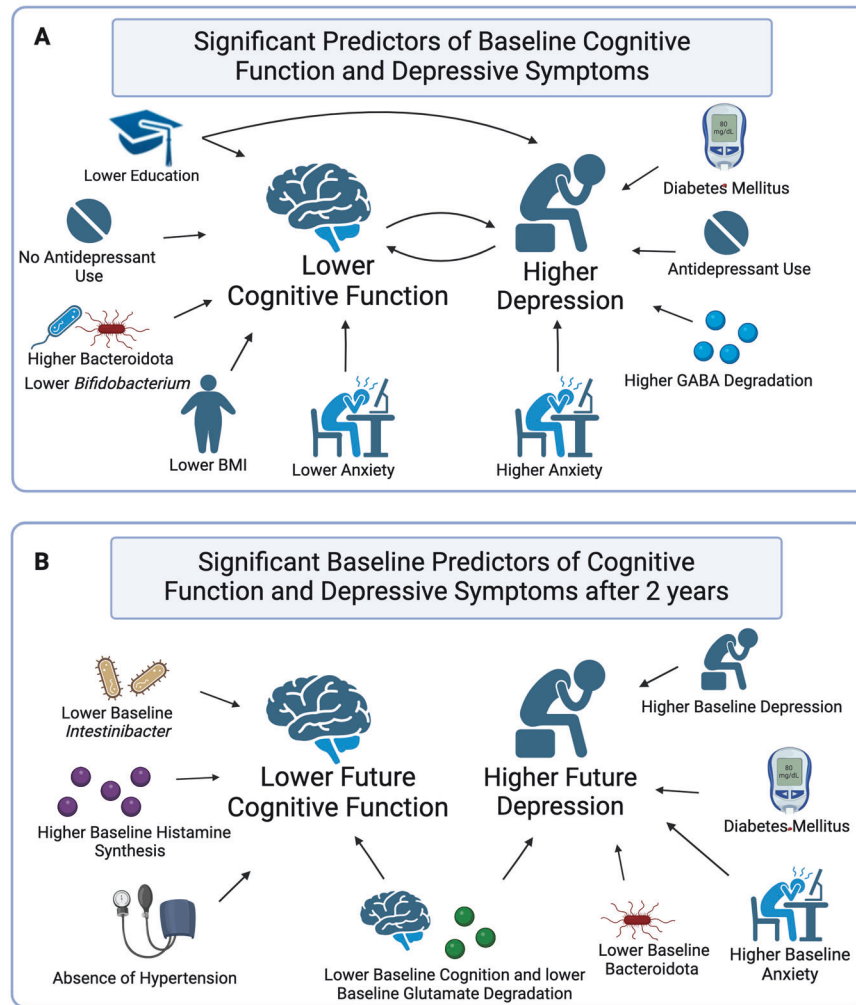 A
Significant Predictors of Baseline Cognitive
Function and Depressive Symptoms
Lower Education
80
mg/dL
Diabetes Mellitus
No Antidepressant
Use
Lower
Cognitive Function
Higher
Depression
Antidepressant Use
Higher Bacteroidota
Lower Bifidobacterium
Higher GABA Degradation
Lower BMI
Lower Anxiety
Higher Anxiety
B
Significant Baseline Predictors of Cognitive
Function and Depressive Symptoms after 2 years
Lower Baseline
Intestinibacter
Higher Baseline Depression
Lower Future
Cognitive Function
Higher Future
Depression
80
mg/dL
Diabetes Mellitus
Higher Baseline Histamine
Synthesis
Absence of Hypertension
Lower Baseline Cognition and lower
Baseline Glutamate Degradation
Lower Baseline
Bacteroidota
Higher Baseline
Anxiety